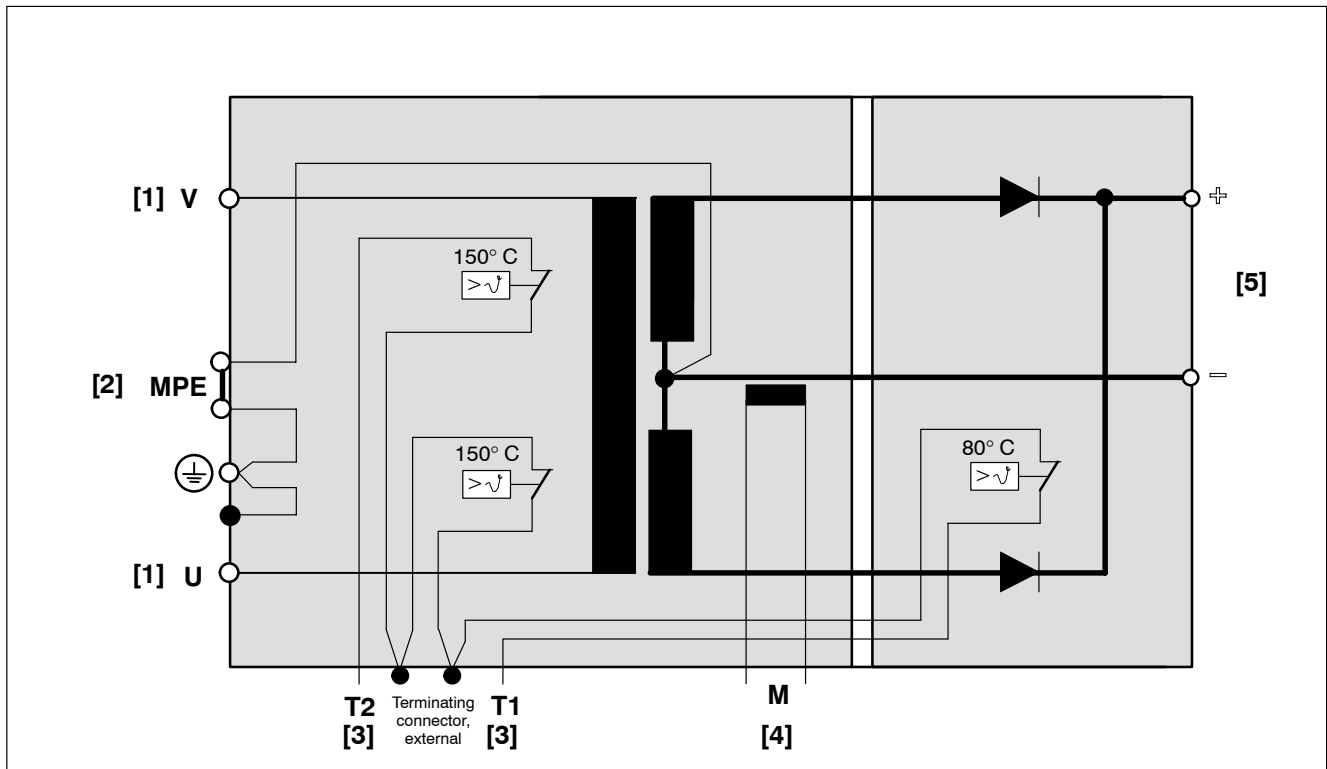 [1] V
150° C
> ϑ
+
[5]
[2] MPE
−
150° C
> ϑ
80° C
> ϑ
[1] U
T2
[3]
Terminating
connector,
external
T1
[3]
M
[4]